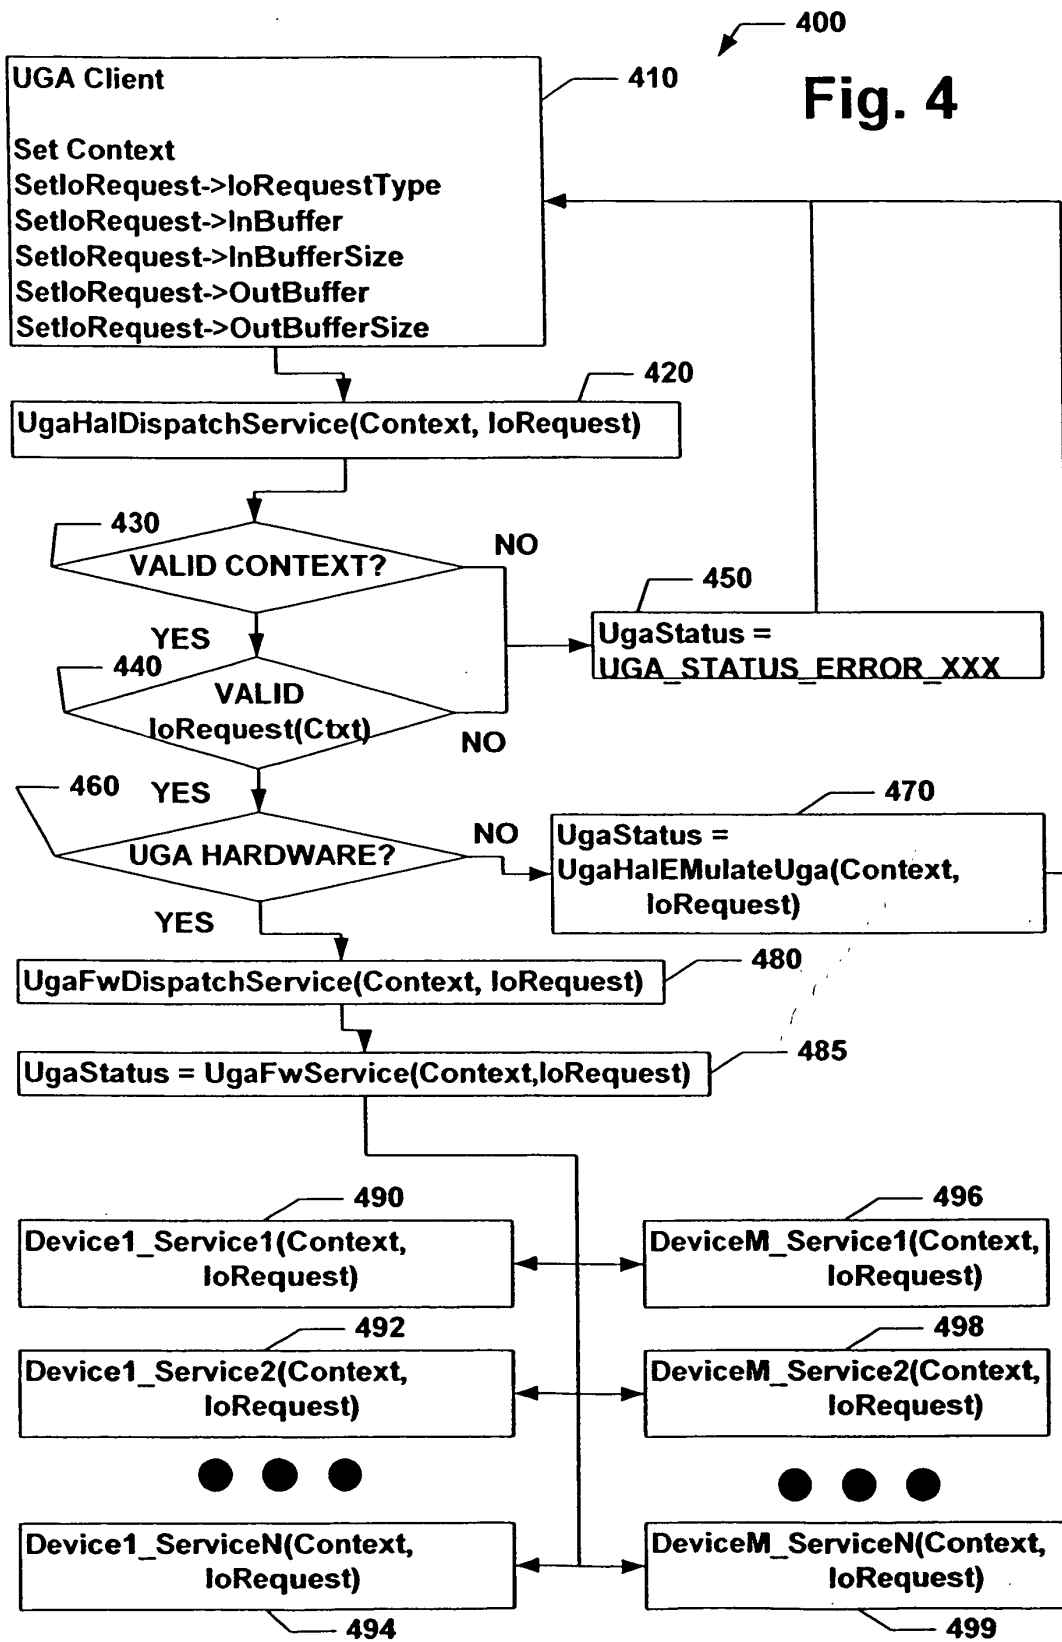 400
Fig. 4
410
UGA Client
Set Context
SetIoRequest->IoRequestType
SetIoRequest->InBuffer
SetIoRequest->InBufferSize
SetIoRequest->OutBuffer
SetIoRequest->OutBufferSize
420
UgaHalDispatchService(Context, IoRequest)
430
VALID CONTEXT?
NO
YES
450
UgaStatus =
UGA_STATUS_ERROR_XXX
440
VALID
IoRequest(Ctxt)
NO
YES
460
UGA HARDWARE?
NO
YES
470
UgaStatus =
UgaHalEMulateUga(Context,
IoRequest)
UgaFwDispatchService(Context, IoRequest)
480
UgaStatus = UgaFwService(Context,IoRequest)
485
490
Device1_Service1(Context,
IoRequest)
496
DeviceM_Service1(Context,
IoRequest)
492
Device1_Service2(Context,
IoRequest)
498
DeviceM_Service2(Context,
IoRequest)
Device1_ServiceN(Context,
IoRequest)
494
DeviceM_ServiceN(Context,
IoRequest)
499